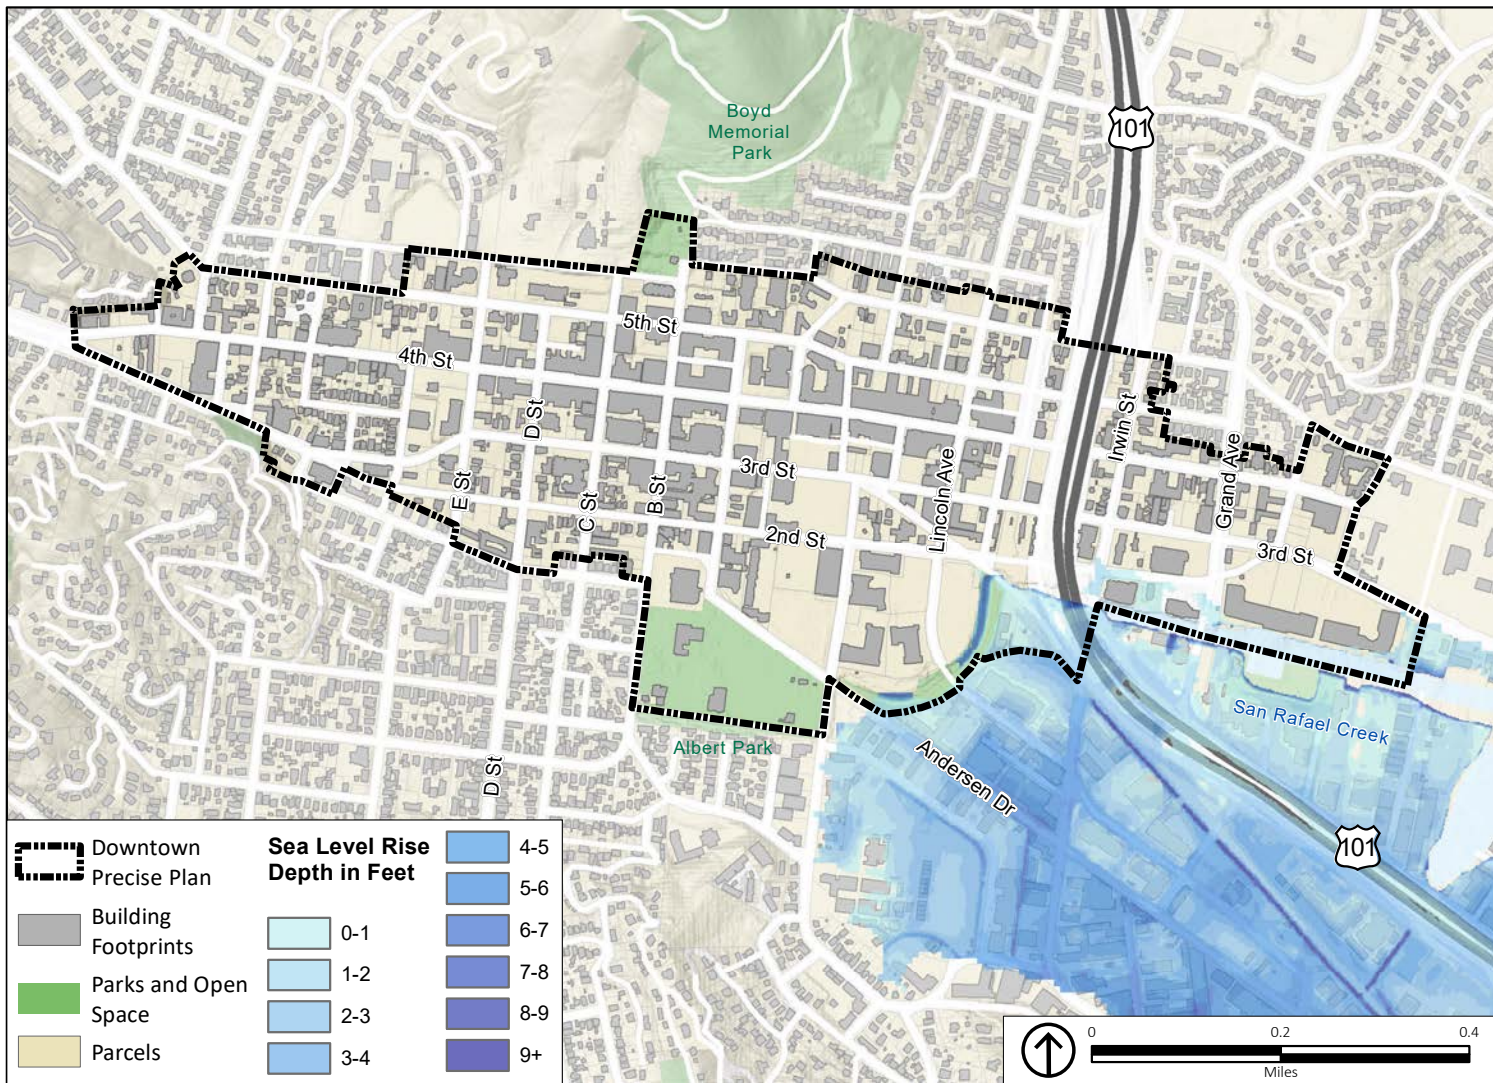 Boyd
Memorial
Park
101
5th St
4th St
D St
Irwin St
Grand Ave
3rd St
E St
C St
B St
Lincoln Ave
2nd St
3rd St
San Rafael Creek
Albert Park
D St
Andersen Dr
101
Downtown
Precise Plan
Building
Footprints
Parks and Open
Space
Parcels
Sea Level Rise
Depth in Feet
0-1
1-2
2-3
3-4
4-5
5-6
6-7
7-8
8-9
9+
0 0.2 0.4
Miles